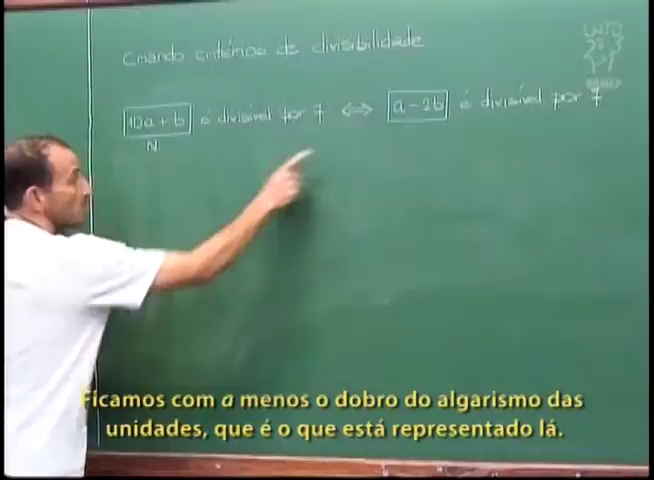 Criando critérios de divisibilidade
10a + b é divisível por 7 ⟺ a - 2b é divisível por 7
N
Ficamos com a menos o dobro do algarismo das
unidades, que é o que está representado lá.